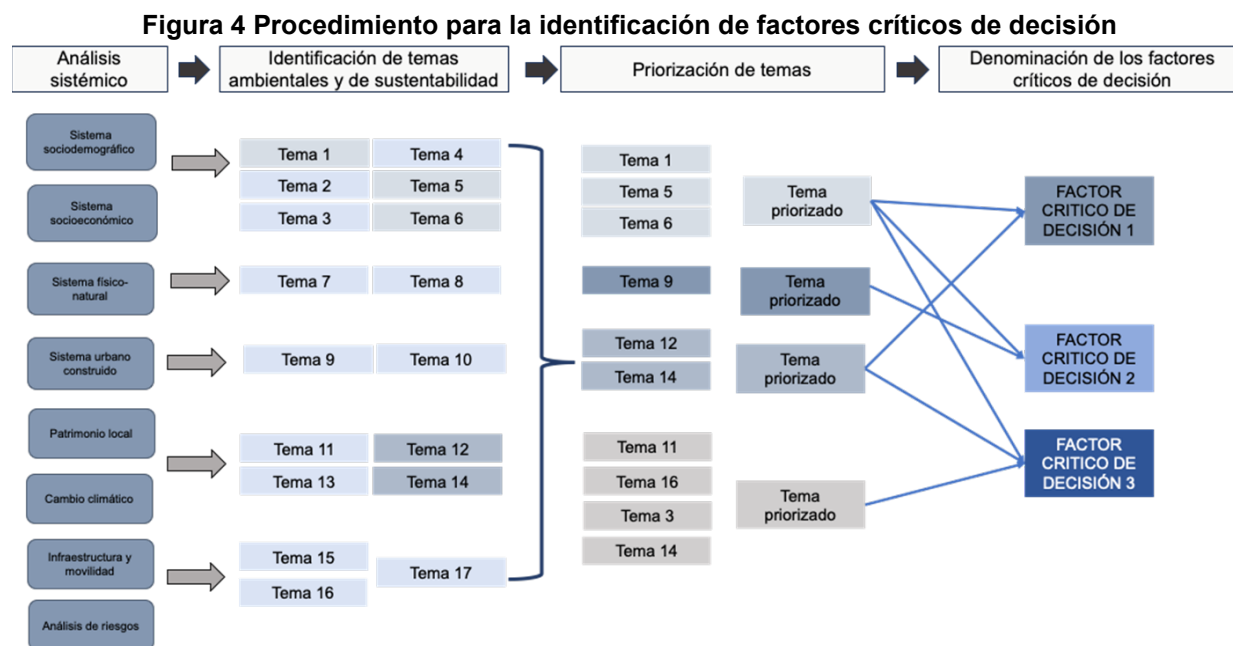 Figura 4 Procedimiento para la identificación de factores críticos de decisión
Análisis
sistémico
Identificación de temas
ambientales y de sustentabilidad
Priorización de temas
Denominación de los factores
críticos de decisión
Sistema
sociodemográfico
Sistema
socioeconómico
Sistema físico-
natural
Sistema urbano
construido
Patrimonio local
Cambio climático
Infraestructura y
movilidad
Análisis de riesgos
Tema 1
Tema 4
Tema 2
Tema 5
Tema 3
Tema 6
Tema 7
Tema 8
Tema 9
Tema 10
Tema 11
Tema 12
Tema 13
Tema 14
Tema 15
Tema 17
Tema 16
Tema 1
Tema 5
Tema 6
Tema 9
Tema 12
Tema 14
Tema 11
Tema 16
Tema 3
Tema 14
Tema
priorizado
Tema
priorizado
Tema
priorizado
Tema
priorizado
FACTOR
CRITICO DE
DECISIÓN 1
FACTOR
CRITICO DE
DECISIÓN 2
FACTOR
CRITICO DE
DECISIÓN 3